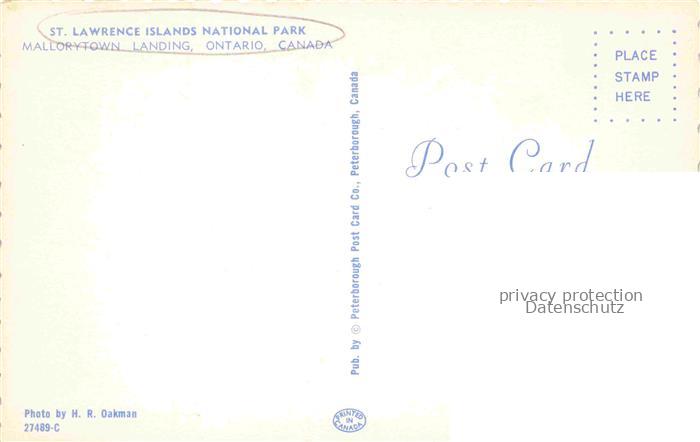 ST. LAWRENCE ISLANDS NATIONAL PARK
MALLORYTOWN LANDING, ONTARIO, CANADA
PLACE
STAMP
HERE
Post Card
Pub. by © Peterborough Post Card Co., Peterborough, Canada
privacy protection
Datenschutz
Photo by H. R. Oakman
27489-C
PRINTED IN
CANADA